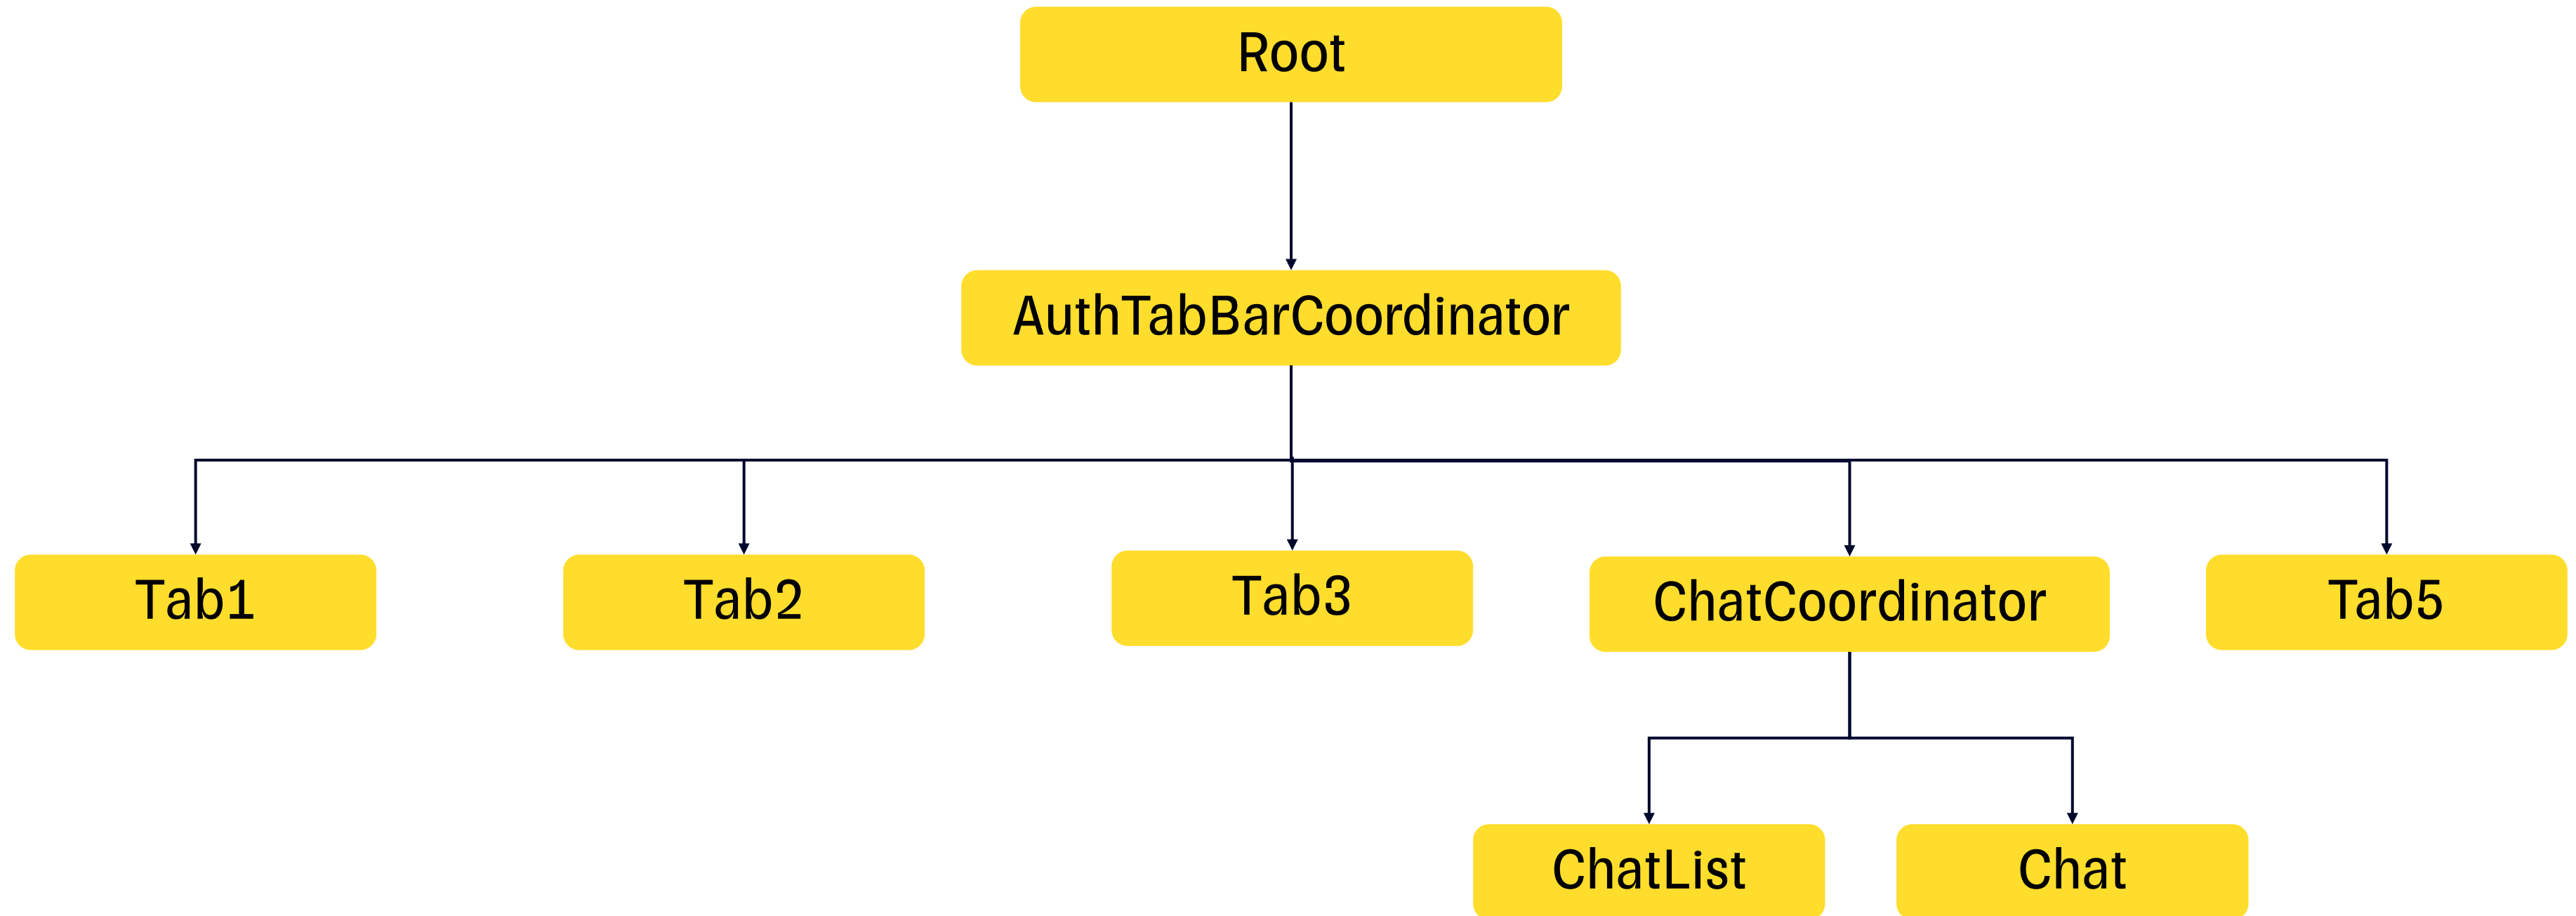 Root
AuthTabBarCoordinator
Tab1
Tab2
Tab3
ChatCoordinator
Tab5
ChatList
Chat